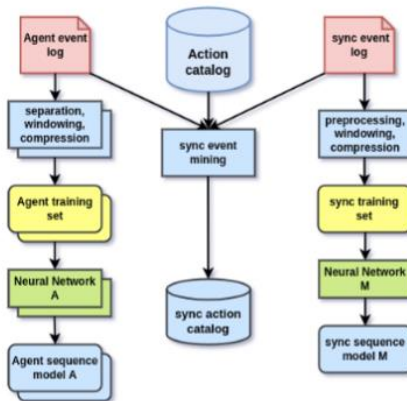 Agent event
log
Action
catalog
sync event
log
separation,
windowing,
compression
sync event
mining
preprocessing,
windowing,
compression
Agent training
set
sync training
set
Neural Network
A
sync action
catalog
Neural Network
M
Agent sequence
model A
sync sequence
model M